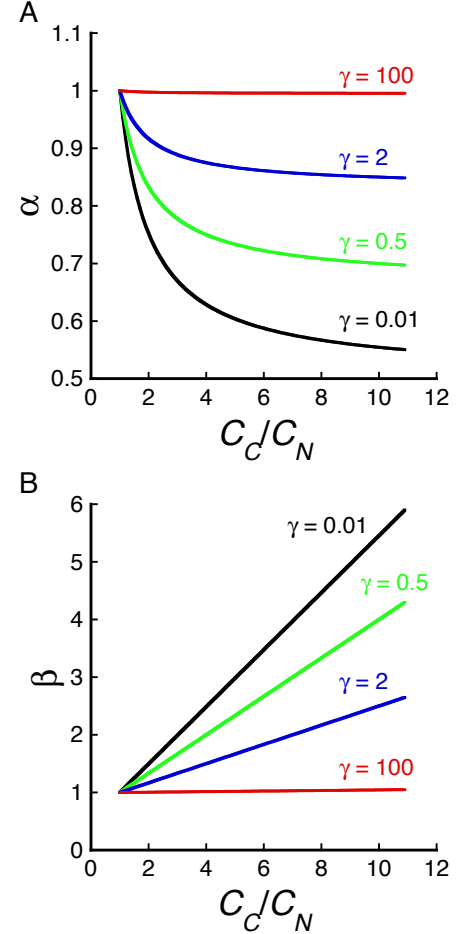 A
1.1
1
0.9
0.8
0.7
0.6
0.5
α
γ = 100
γ = 2
γ = 0.5
γ = 0.01
0 2 4 6 8 10 12
C_C/C_N
B
6
5
4
3
2
1
0
β
γ = 0.01
γ = 0.5
γ = 2
γ = 100
0 2 4 6 8 10 12
C_C/C_N